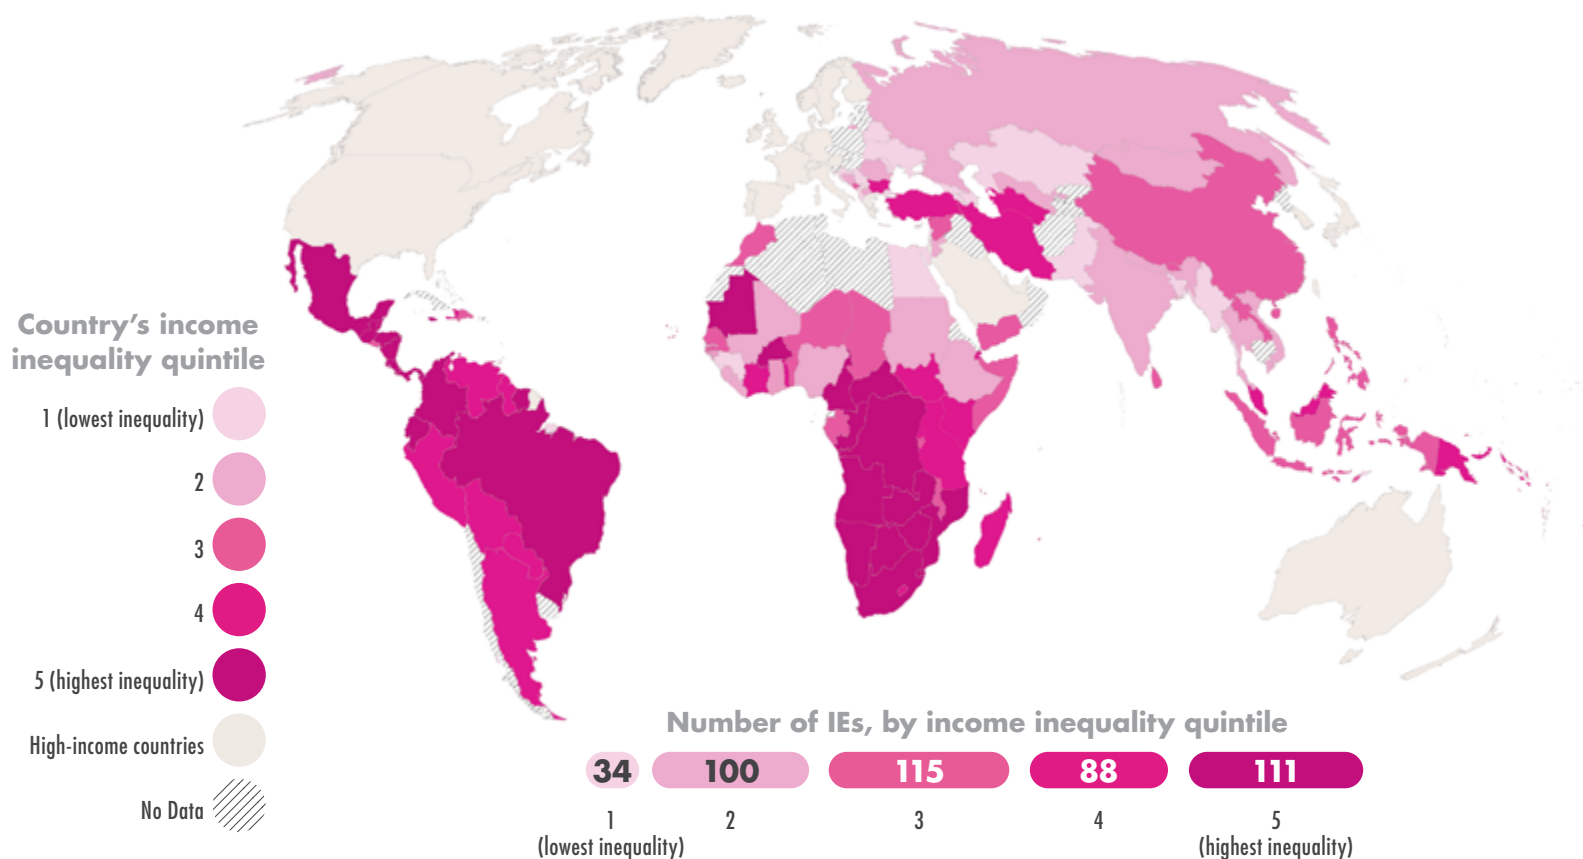 Country's income
inequality quintile
1 (lowest inequality)
2
3
4
5 (highest inequality)
High-income countries
No Data
Number of IEs, by income inequality quintile
34 100 115 88 111
1 2 3 4 5
(lowest inequality) (highest inequality)